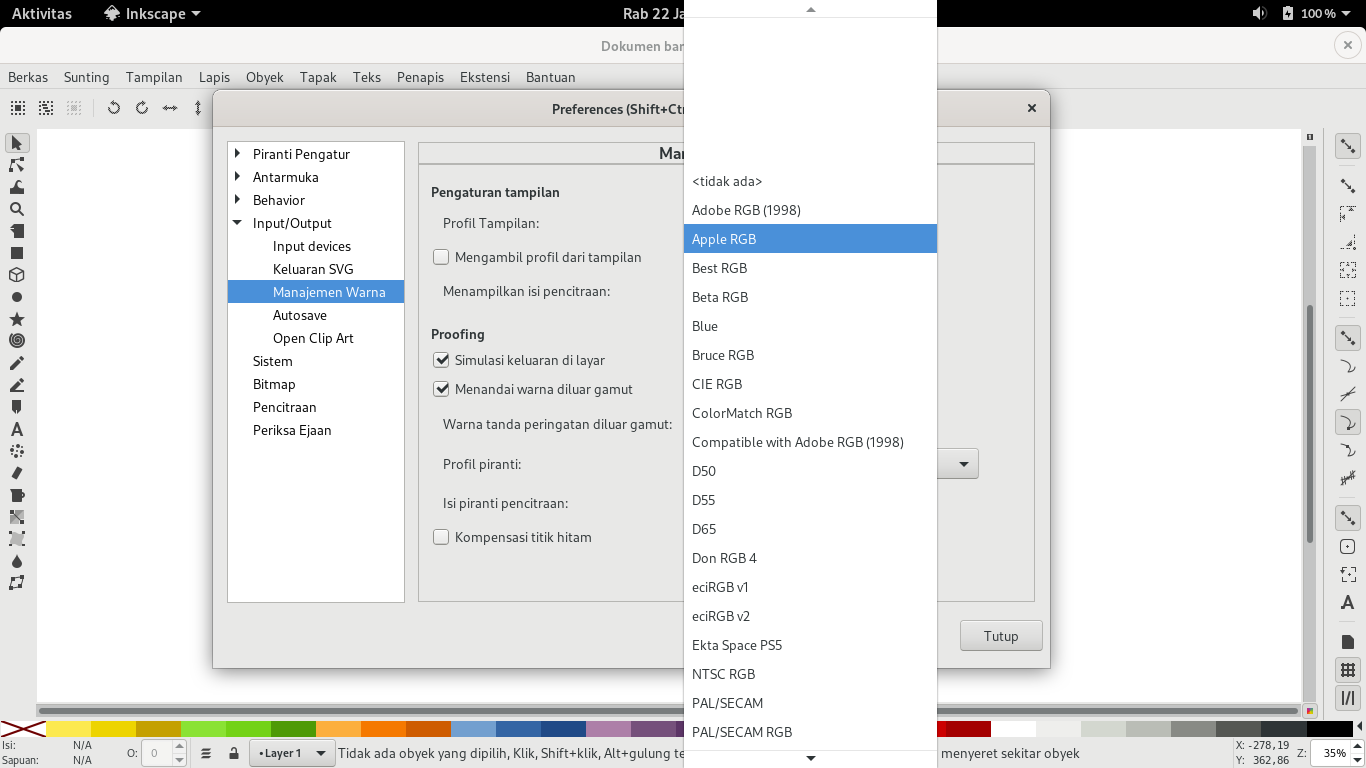 Aktivitas
Inkscape
Rab 22 Ja
100 %
Dokumen bar
Berkas Sunting Tampilan Lapis Obyek Tapak Teks Penapis Ekstensi Bantuan
Preferences (Shift+Ctr
Piranti Pengatur
Antarmuka
Behavior
Input/Output
Input devices
Keluaran SVG
Manajemen Warna
Autosave
Open Clip Art
Sistem
Bitmap
Pencitraan
Periksa Ejaan
Mar
Pengaturan tampilan
Profil Tampilan:
Mengambil profil dari tampilan
Menampilkan isi pencitraan:
Proofing
Simulasi keluaran di layar
Menandai warna diluar gamut
Warna tanda peringatan diluar gamut:
Profil piranti:
Isi piranti pencitraan:
Kompensasi titik hitam
<tidak ada>
Adobe RGB (1998)
Apple RGB
Best RGB
Beta RGB
Blue
Bruce RGB
CIE RGB
ColorMatch RGB
Compatible with Adobe RGB (1998)
D50
D55
D65
Don RGB 4
eciRGB v1
eciRGB v2
Ekta Space PS5
NTSC RGB
PAL/SECAM
PAL/SECAM RGB
Tutup
Isi: N/A
Sapuan: N/A
O: 0
•Layer 1
Tidak ada obyek yang dipilih, Klik, Shift+klik, Alt+gulung te
menyeret sekitar obyek
X: -278,19
Y: 362,86
Z: 35%